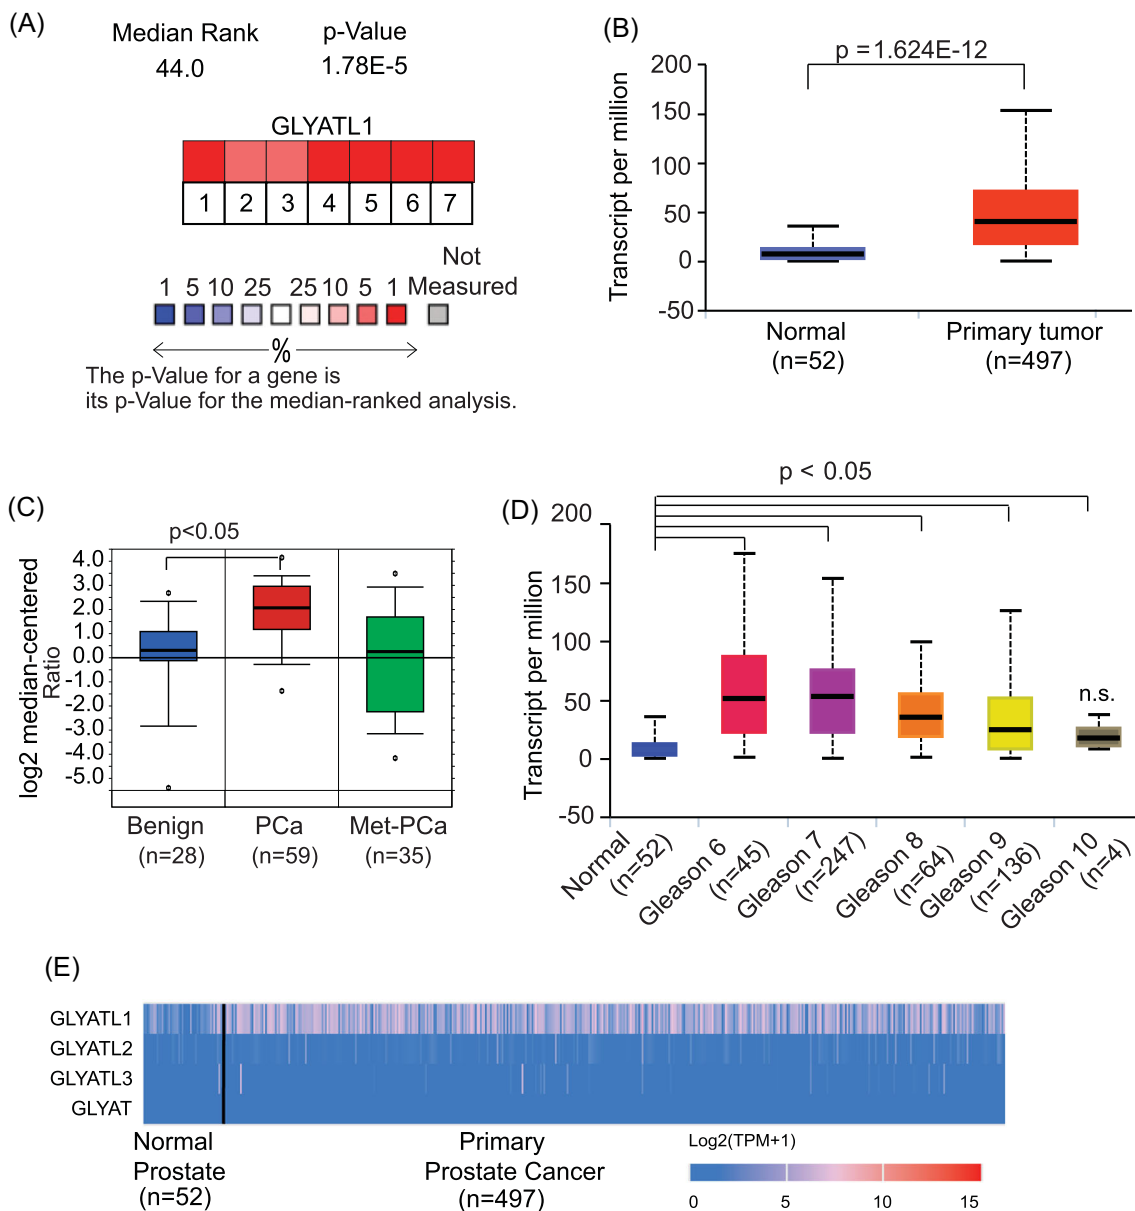 (A)
Median Rank
p-Value
44.0
1.78E-5
GLYATL1
1 2 3 4 5 6 7
Not
Measured
1 5 10 25 25 10 5 1
%
The p-Value for a gene is
its p-Value for the median-ranked analysis.
(B)
p =1.624E-12
Transcript per million
200
150
100
50
0
-50
Normal
(n=52)
Primary tumor
(n=497)
(C)
p<0.05
log2 median-centered
Ratio
4.0
3.0
2.0
1.0
0.0
-1.0
-2.0
-3.0
-4.0
-5.0
Benign
(n=28)
PCa
(n=59)
Met-PCa
(n=35)
(D)
p < 0.05
Transcript per million
200
150
100
50
0
-50
n.s.
Normal
(n=52)
Gleason 6
(n=45)
Gleason 7
(n=247)
Gleason 8
(n=64)
Gleason 9
(n=136)
Gleason 10
(n=4)
(E)
GLYATL1
GLYATL2
GLYATL3
GLYAT
Normal
Prostate
(n=52)
Primary
Prostate Cancer
(n=497)
Log2(TPM+1)
0 5 10 15